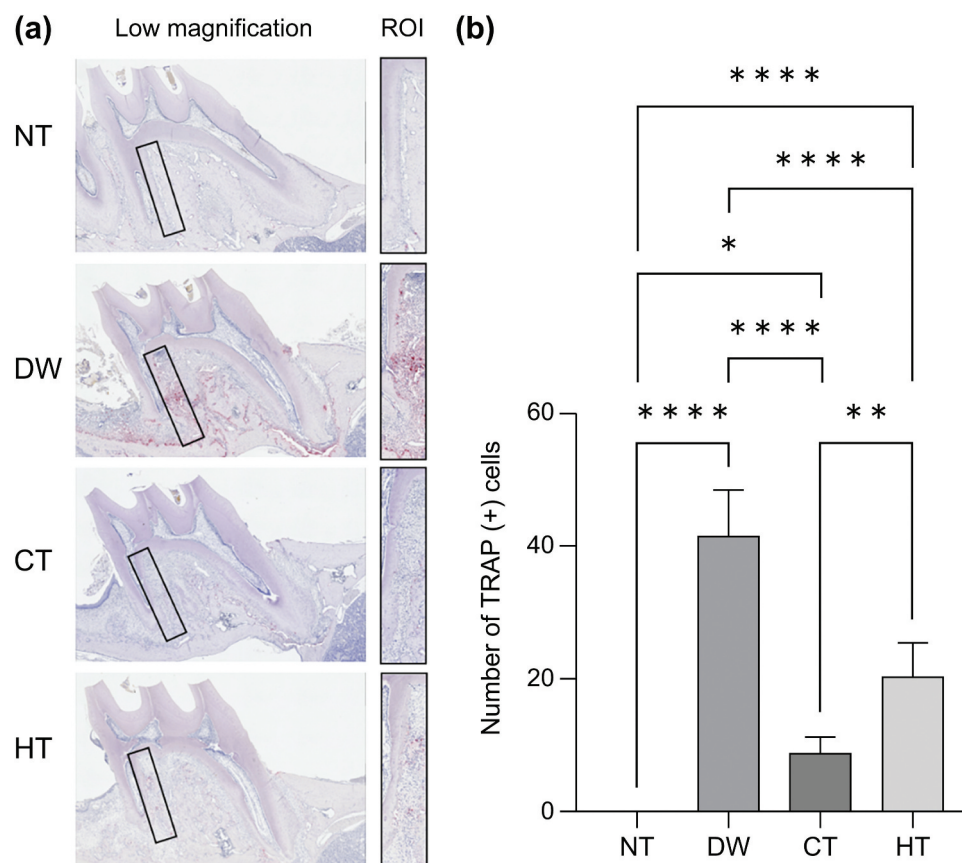 (a)
Low magnification
ROI
NT
DW
CT
HT
(b)
****
****
*
****
****
**
Number of TRAP (+) cells
60
40
20
0
NT
DW
CT
HT